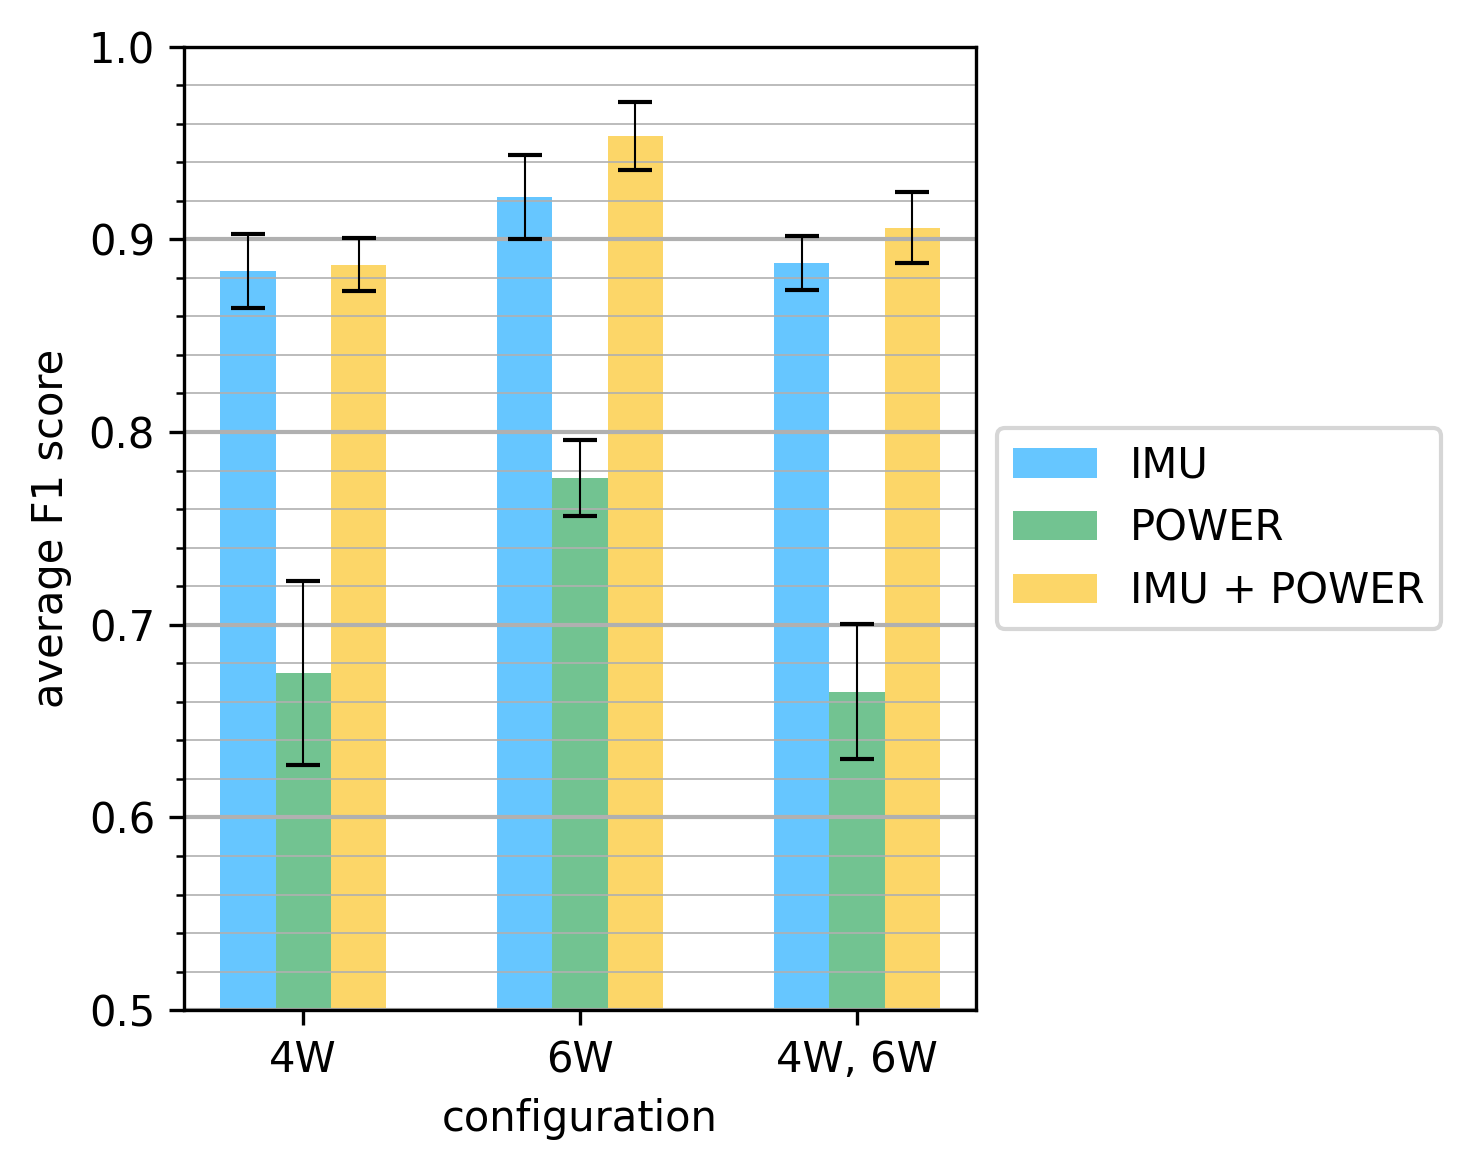 1.0
0.9
0.8
0.7
0.6
0.5
average F1 score
4W
6W
4W, 6W
configuration
IMU
POWER
IMU + POWER